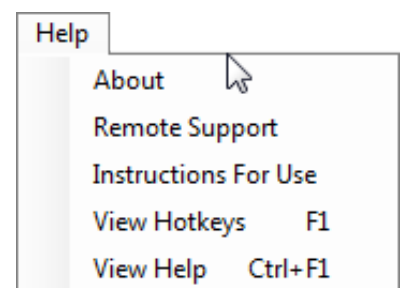 Help
About
Remote Support
Instructions For Use
View Hotkeys F1
View Help Ctrl+F1